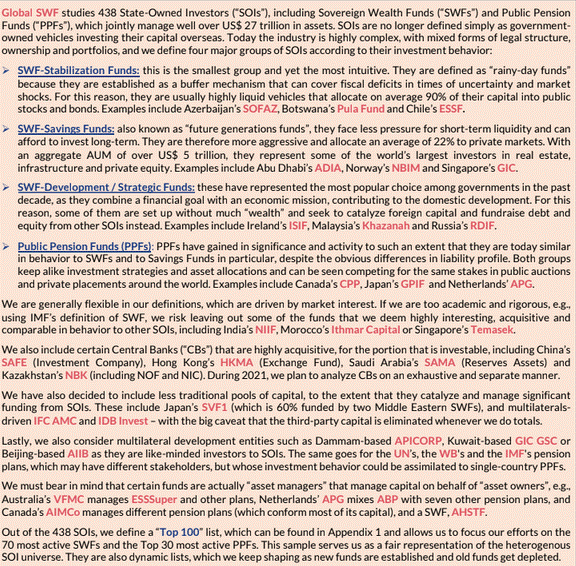 Global SWF studies 438 State-Owned Investors ("SOIs"), including Sovereign Wealth Funds ("SWFs") and Public Pension
Funds ("PPFs"), which jointly manage well over US$ 27 trillion in assets. SOIs are no longer defined simply as government-
owned vehicles investing their capital overseas. Today the industry is highly complex, with mixed forms of legal structure,
ownership and portfolios, and we define four major groups of SOIs according to their investment behavior:
➢ SWF-Stabilization Funds: this is the smallest group and yet the most intuitive. They are defined as "rainy-day funds"
because they are established as a buffer mechanism that can cover fiscal deficits in times of uncertainty and market
shocks. For this reason, they are usually highly liquid vehicles that allocate on average 90% of their capital into public
stocks and bonds. Examples include Azerbaijan's SOFAZ, Botswana's Pula Fund and Chile's ESSF.
➢ SWF-Savings Funds: also known as "future generations funds", they face less pressure for short-term liquidity and can
afford to invest long-term. They are therefore more aggressive and allocate an average of 22% to private markets. With
an aggregate AUM of over US$ 5 trillion, they represent some of the world's largest investors in real estate,
infrastructure and private equity. Examples include Abu Dhabi's ADIA, Norway's NBIM and Singapore's GIC.
➢ SWF-Development / Strategic Funds: these have represented the most popular choice among governments in the past
decade, as they combine a financial goal with an economic mission, contributing to the domestic development. For this
reason, some of them are set up without much "wealth" and seek to catalyze foreign capital and fundraise debt and
equity from other SOIs instead. Examples include Ireland's ISIF, Malaysia's Khazanah and Russia's RDIF.
➢ Public Pension Funds (PPFs): PPFs have gained in significance and activity to such an extent that they are today similar
in behavior to SWFs and to Savings Funds in particular, despite the obvious differences in liability profile. Both groups
keep alike investment strategies and asset allocations and can be seen competing for the same stakes in public auctions
and private placements around the world. Examples include Canada's CPP, Japan's GPIF and Netherlands' APG.
We are generally flexible in our definitions, which are driven by market interest. If we are too academic and rigorous, e.g.,
using IMF's definition of SWF, we risk leaving out some of the funds that we deem highly interesting, acquisitive and
comparable in behavior to other SOIs, including India's NIIF, Morocco's Ithmar Capital or Singapore's Temasek.
We also include certain Central Banks ("CBs") that are highly acquisitive, for the portion that is investable, including China's
SAFE (Investment Company), Hong Kong's HKMA (Exchange Fund), Saudi Arabia's SAMA (Reserves Assets) and
Kazakhstan's NBK (including NOF and NIC). During 2021, we plan to analyze CBs on an exhaustive and separate manner.
We have also decided to include less traditional pools of capital, to the extent that they catalyze and manage significant
funding from SOIs. These include Japan's SVF1 (which is 60% funded by two Middle Eastern SWFs), and multilaterals-
driven IFC AMC and IDB Invest – with the big caveat that the third-party capital is eliminated whenever we do totals.
Lastly, we also consider multilateral development entities such as Dammam-based APICORP, Kuwait-based GIC GSC or
Beijing-based AIIB as they are like-minded investors to SOIs. The same goes for the UN's, the WB's and the IMF's pension
plans, which may have different stakeholders, but whose investment behavior could be assimilated to single-country PPFs.
We must bear in mind that certain funds are actually "asset managers" that manage capital on behalf of "asset owners", e.g.,
Australia's VFMC manages ESSSuper and other plans, Netherlands' APG mixes ABP with seven other pension plans, and
Canada's AIMCo manages different pension plans (which conform most of its capital), and a SWF, AHSTF.
Out of the 438 SOIs, we define a "Top 100" list, which can be found in Appendix 1 and allows us to focus our efforts on the
70 most active SWFs and the Top 30 most active PPFs. This sample serves us as a fair representation of the heterogenous
SOI universe. They are also dynamic lists, which we keep shaping as new funds are established and old funds get depleted.